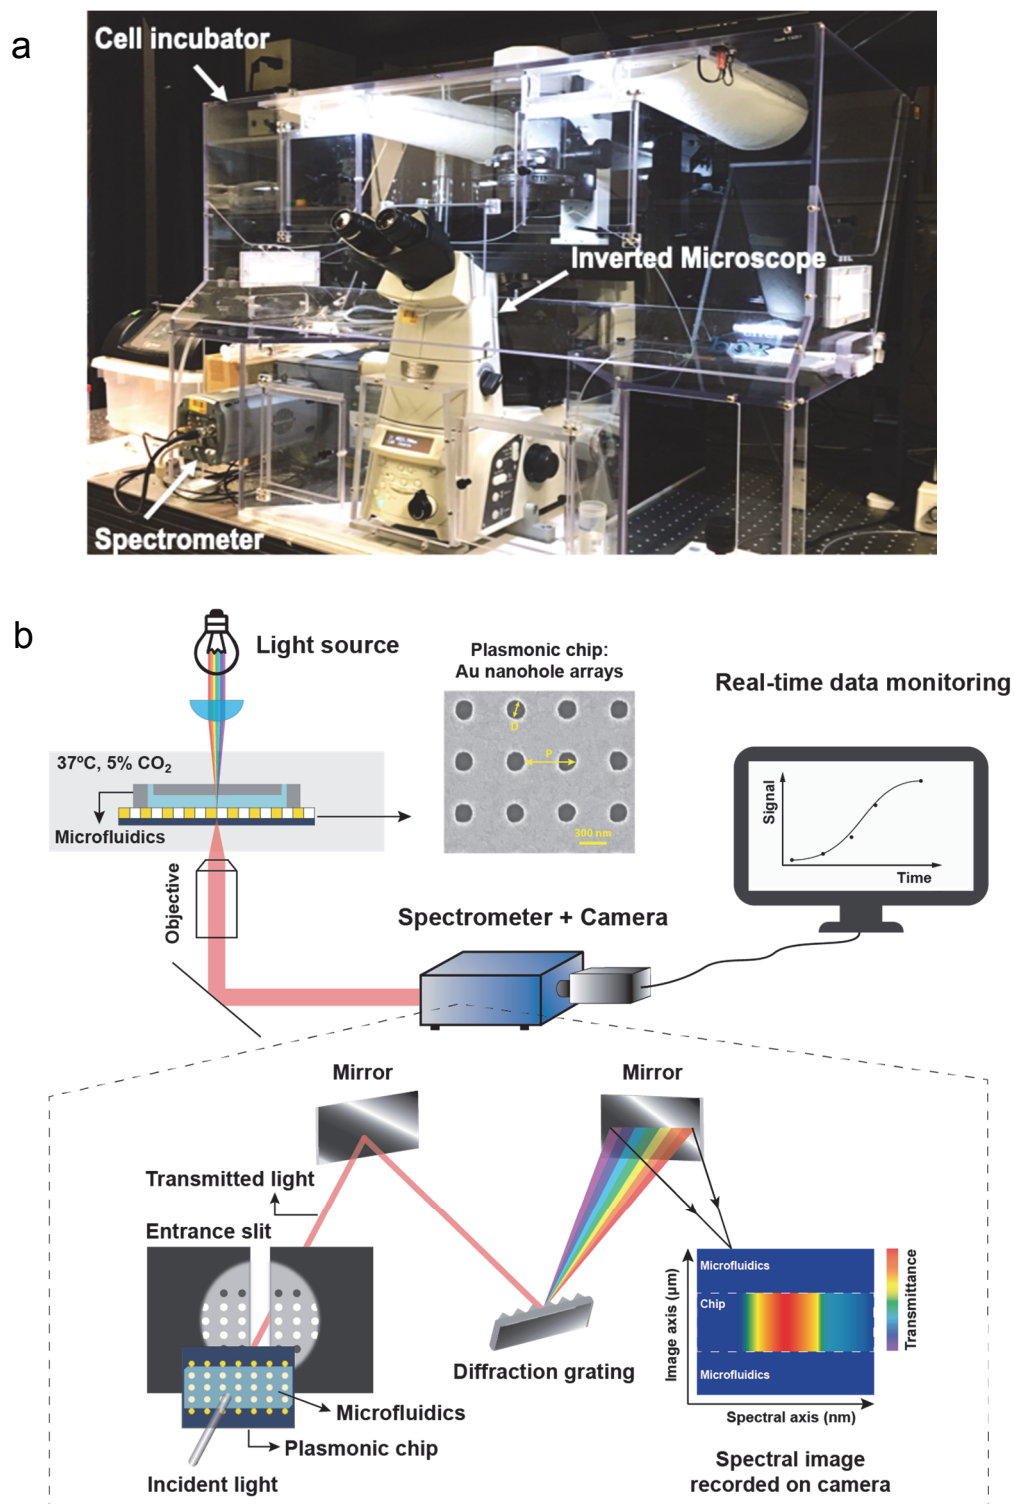 a
Cell incubator
Inverted Microscope
box
Spectrometer
b
Light source
Plasmonic chip:
Au nanohole arrays
Real-time data monitoring
37ºC, 5% CO₂
D
P
300 nm
Microfluidics
Signal
Time
Objective
Spectrometer + Camera
Mirror
Mirror
Transmitted light
Entrance slit
Microfluidics
Chip
Microfluidics
Image axis (µm)
Transmittance
Spectral axis (nm)
Diffraction grating
Microfluidics
Plasmonic chip
Incident light
Spectral image
recorded on camera